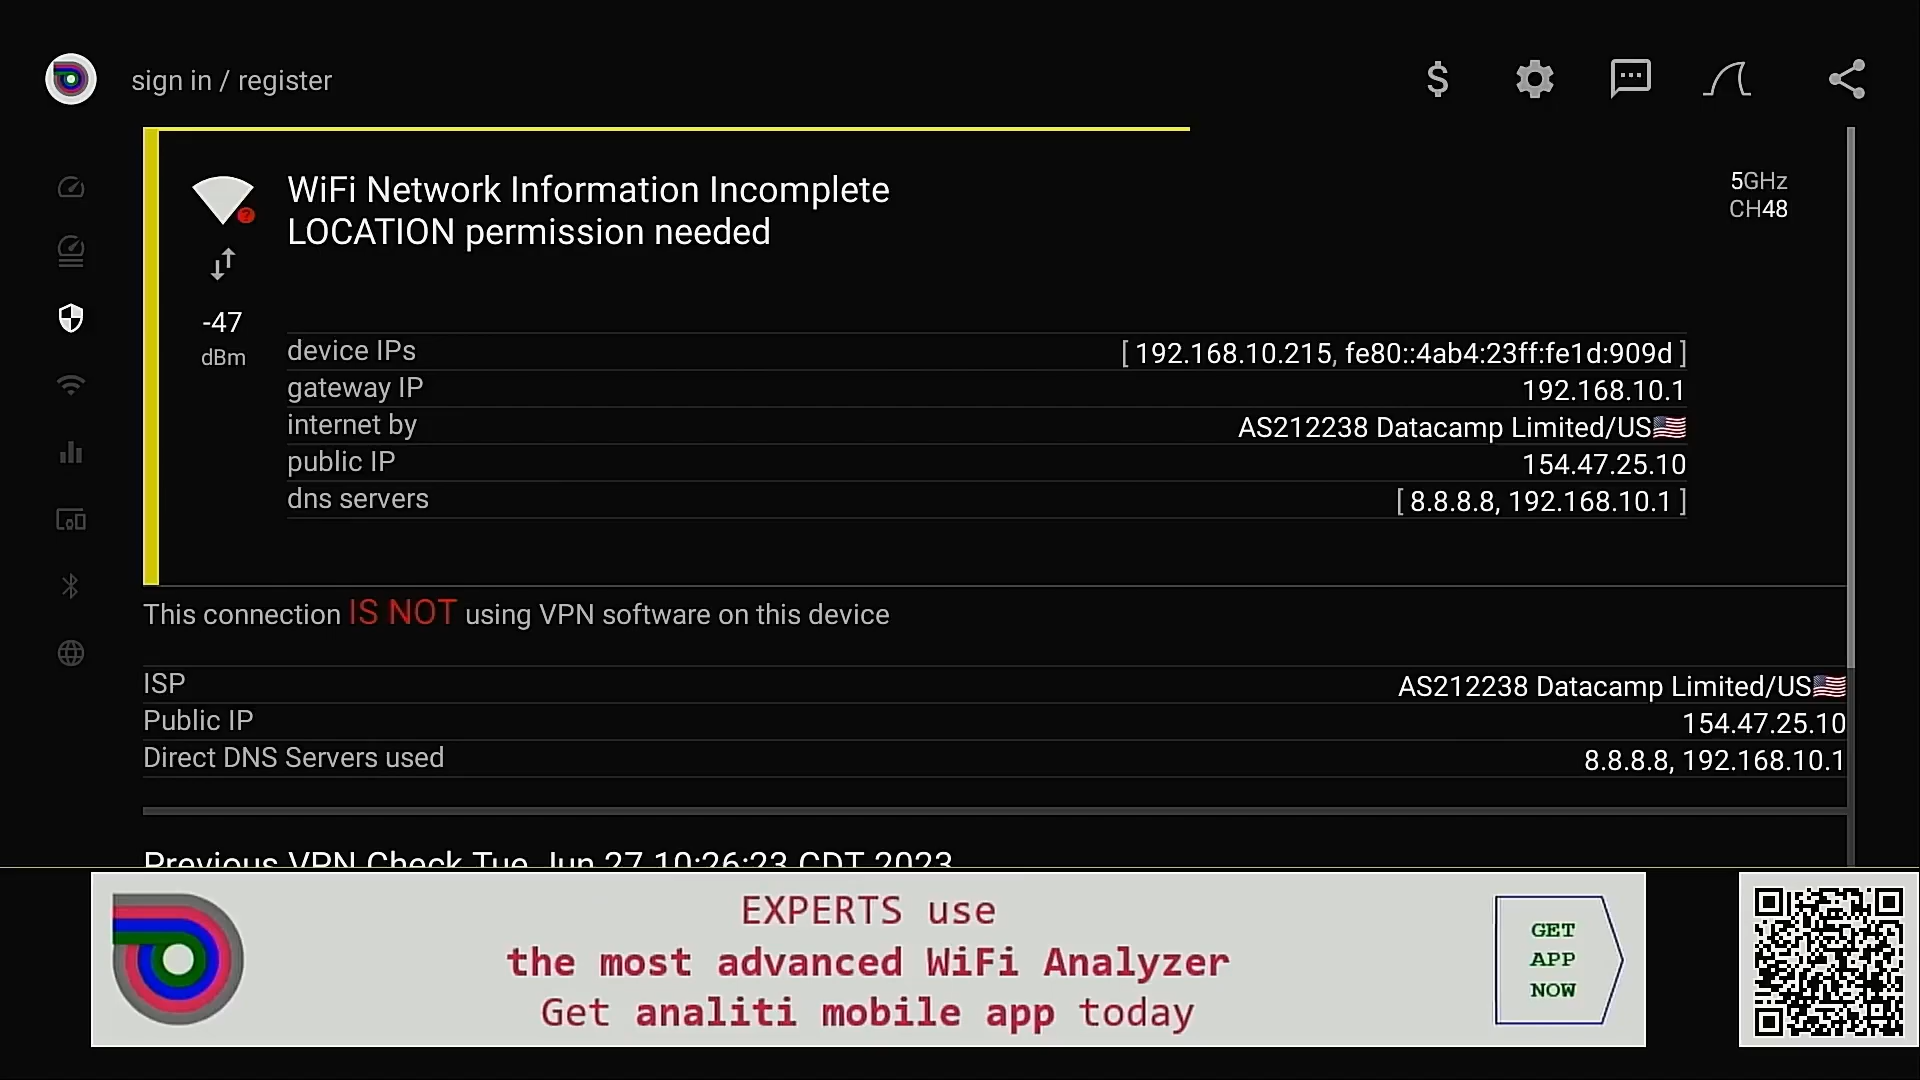 sign in / register
WiFi Network Information Incomplete
LOCATION permission needed
5GHz
CH48
-47
dBm
device IPs [ 192.168.10.215, fe80::4ab4:23ff:fe1d:909d ]
gateway IP 192.168.10.1
internet by AS212238 Datacamp Limited/US🇺🇸
public IP 154.47.25.10
dns servers [ 8.8.8.8, 192.168.10.1 ]
This connection IS NOT using VPN software on this device
ISP AS212238 Datacamp Limited/US🇺🇸
Public IP 154.47.25.10
Direct DNS Servers used 8.8.8.8, 192.168.10.1
Previous VPN Check Tue Jun 27 10:26:23 CDT 2023
EXPERTS use
the most advanced WiFi Analyzer
Get analiti mobile app today
GET
APP
NOW